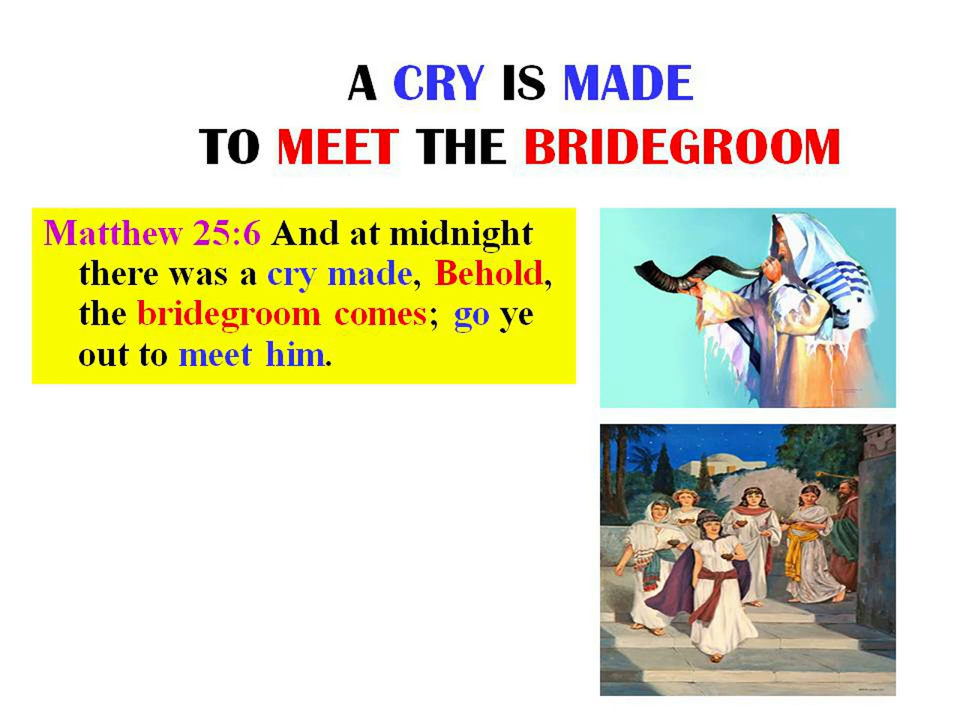 A CRY IS MADE
TO MEET THE BRIDEGROOM
Matthew 25:6 And at midnight
there was a cry made, Behold,
the bridegroom comes; go ye
out to meet him.